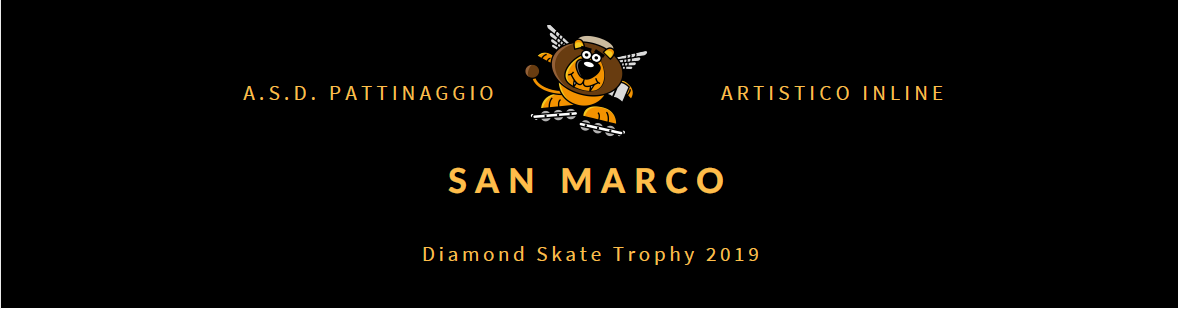 A.S.D. PATTINAGGIO ARTISTICO INLINE
SAN MARCO
Diamond Skate Trophy 2019